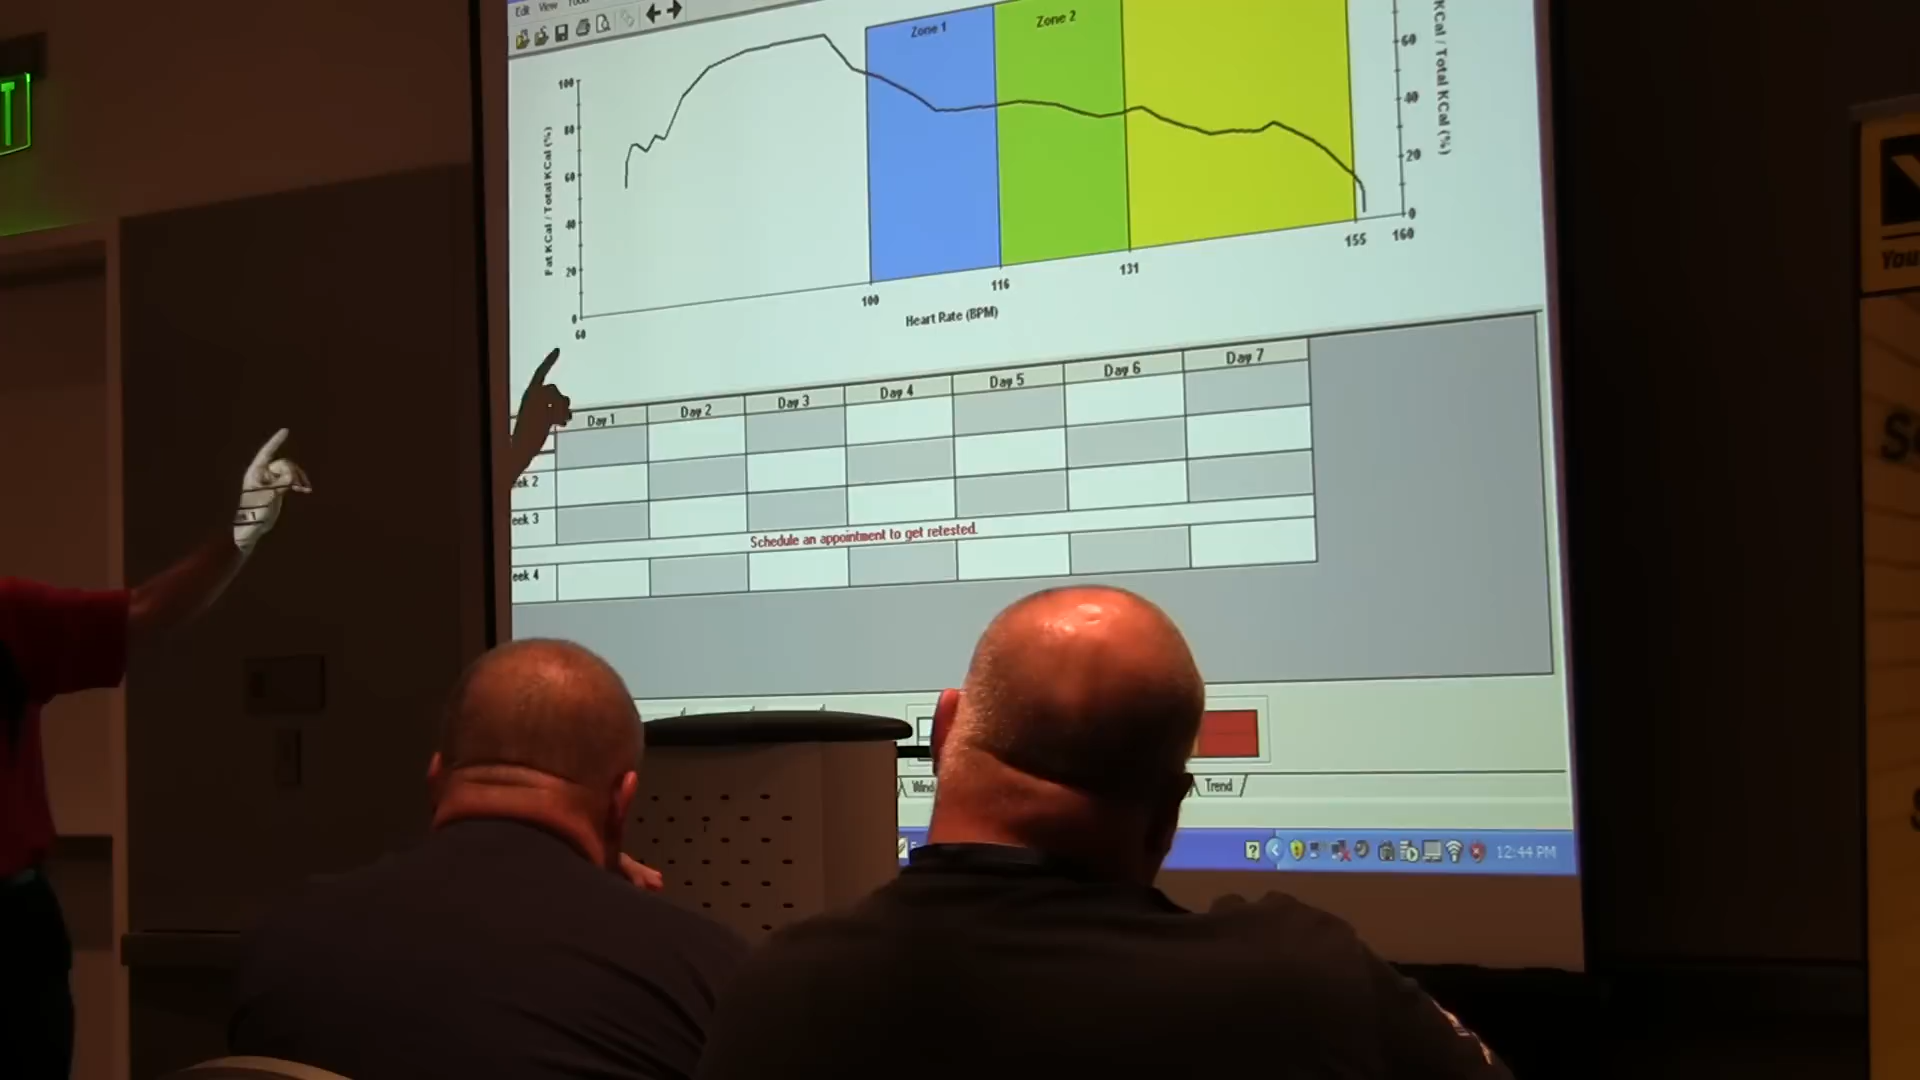 Edit View Tools
T
Zone 1
Zone 2
100
80
60
40
20
0
Fat KCal / Total KCal (%)
60
40
20
0
KCal / Total KCal (%)
60
100
116
131
155
160
Heart Rate (BPM)
Day 1 Day 2 Day 3 Day 4 Day 5 Day 6 Day 7
eek 2
eek 3
Schedule an appointment to get retested.
eek 4
Wind
Trend
12:44 PM
You